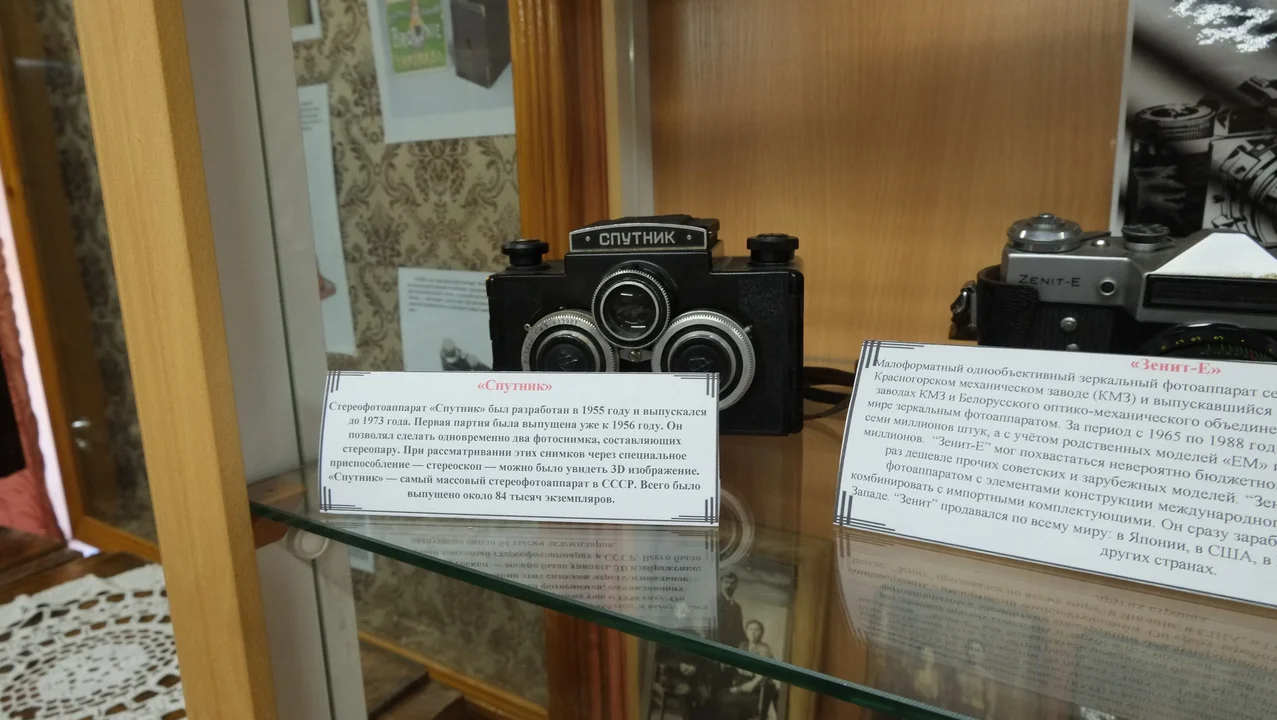 СПУТНИК
ZENIT-E
«Спутник»
Стереофотоаппарат «Спутник» был разработан в 1955 году и выпускался
до 1973 года. Первая партия была выпущена уже к 1956 году. Он
позволял сделать одновременно два фотоснимка, составляющих
стереопару. При рассматривании этих снимков через специальное
приспособление — стереоскоп — можно было увидеть 3D изображение.
«Спутник» — самый массовый стереофотоаппарат в СССР. Всего было
выпущено около 84 тысяч экземпляров.
«Зенит-Е»
Малоформатный однообъективный зеркальный фотоаппарат се
Красногорском механическом заводе (КМЗ) и выпускавшийся
заводах КМЗ и Белорусского оптико-механического объедине
мире зеркальным фотоаппаратом. За период с 1965 по 1988 год
семи миллионов штук, а с учётом родственных моделей «ЕМ»
миллионов. “Зенит-Е” мог похвастаться невероятно бюджетно
раз дешевле прочих советских и зарубежных моделей. “Зен
фотоаппаратом с элементами конструкции международног
комбинировать с импортными комплектующими. Он сразу зараб
Западе. “Зенит” продавался по всему миру: в Японии, в США, в
других странах.